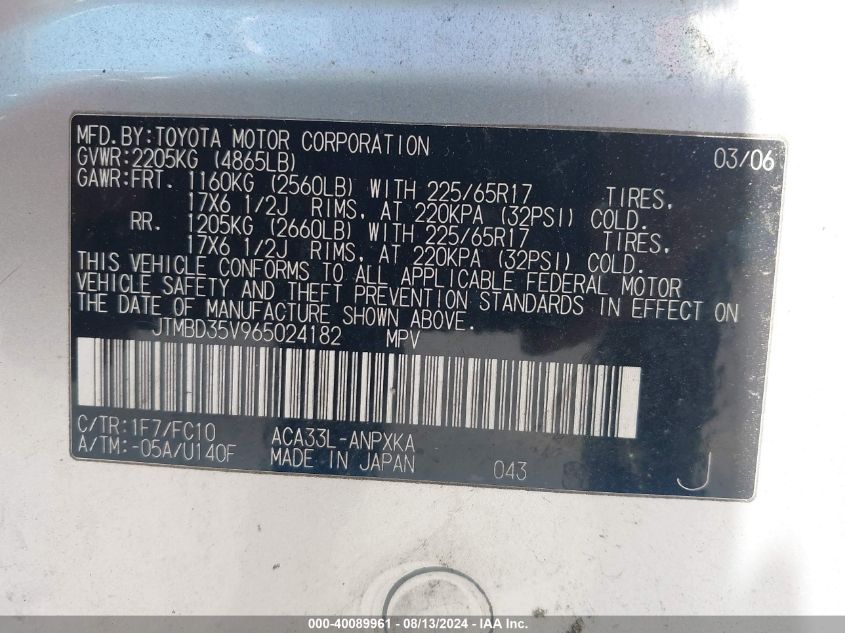 MFD.BY:TOYOTA MOTOR CORPORATION 03/06
GVWR:2205KG (4865LB)
GAWR:FRT. 1160KG (2560LB) WITH 225/65R17 TIRES,
17X6 1/2J RIMS, AT 220KPA (32PSI) COLD.
RR. 1205KG (2660LB) WITH 225/65R17 TIRES,
17X6 1/2J RIMS, AT 220KPA (32PSI) COLD.
THIS VEHICLE CONFORMS TO ALL APPLICABLE FEDERAL MOTOR
VEHICLE SAFETY AND THEFT PREVENTION STANDARDS IN EFFECT ON
THE DATE OF MANUFACTURE SHOWN ABOVE.
JTMBD35V965024182 MPV
C/TR:1F7/FC10 ACA33L-ANPXKA
A/TM:-05A/U140F MADE IN JAPAN 043 J
000-40089961 - 08/13/2024 - IAA Inc.